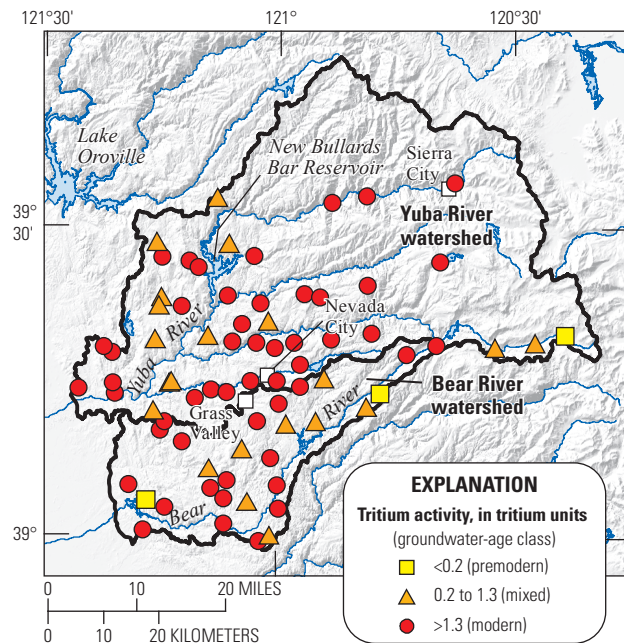 121°30'
121°
120°30'
Lake
Oroville
New Bullards
Bar Reservoir
Sierra
City
39°
30'
Yuba River
watershed
Nevada
City
Yuba River
Bear River
watershed
Grass
Valley
Bear River
39°
EXPLANATION
Tritium activity, in tritium units
(groundwater-age class)
<0.2 (premodern)
0.2 to 1.3 (mixed)
>1.3 (modern)
0 10 20 MILES
0 10 20 KILOMETERS